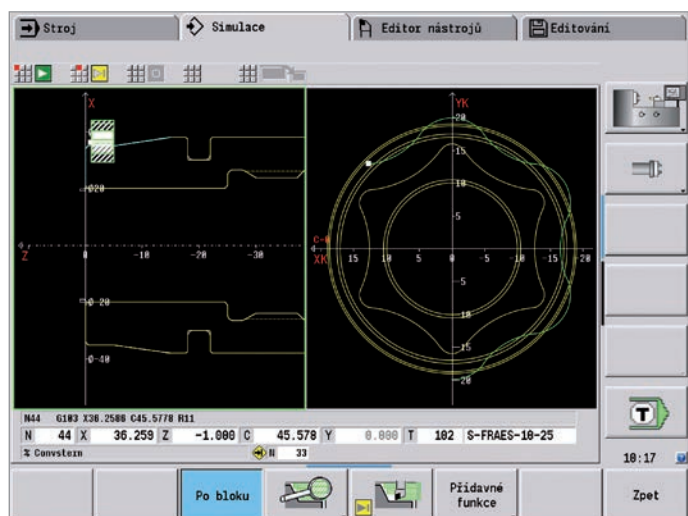 Stroj Simulace Editor nástrojů Editování
X
Ø20
Z 0 -10 -20 -30
Ø-20
Ø-40
YK
20
15
10
5
C-0
XK 15 10 5 0 -5 -10 -15 -20
-5
-10
-15
-20
N44 G103 X36.2586 C45.5778 R11
N 44 X 36.259 Z -1.000 C 45.578 Y 0.000 T 102 S-FRAES-10-25
% Convstern N 33
T
10:17
Po bloku Přídavné funkce Zpet